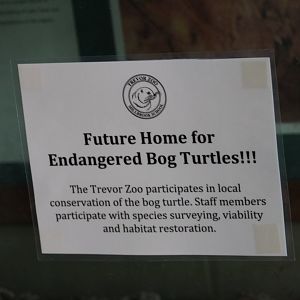 TREVOR ZOO
MILLBROOK SCHOOL
Future Home for
Endangered Bog Turtles!!!
The Trevor Zoo participates in local
conservation of the bog turtle. Staff members
participate with species surveying, viability
and habitat restoration.